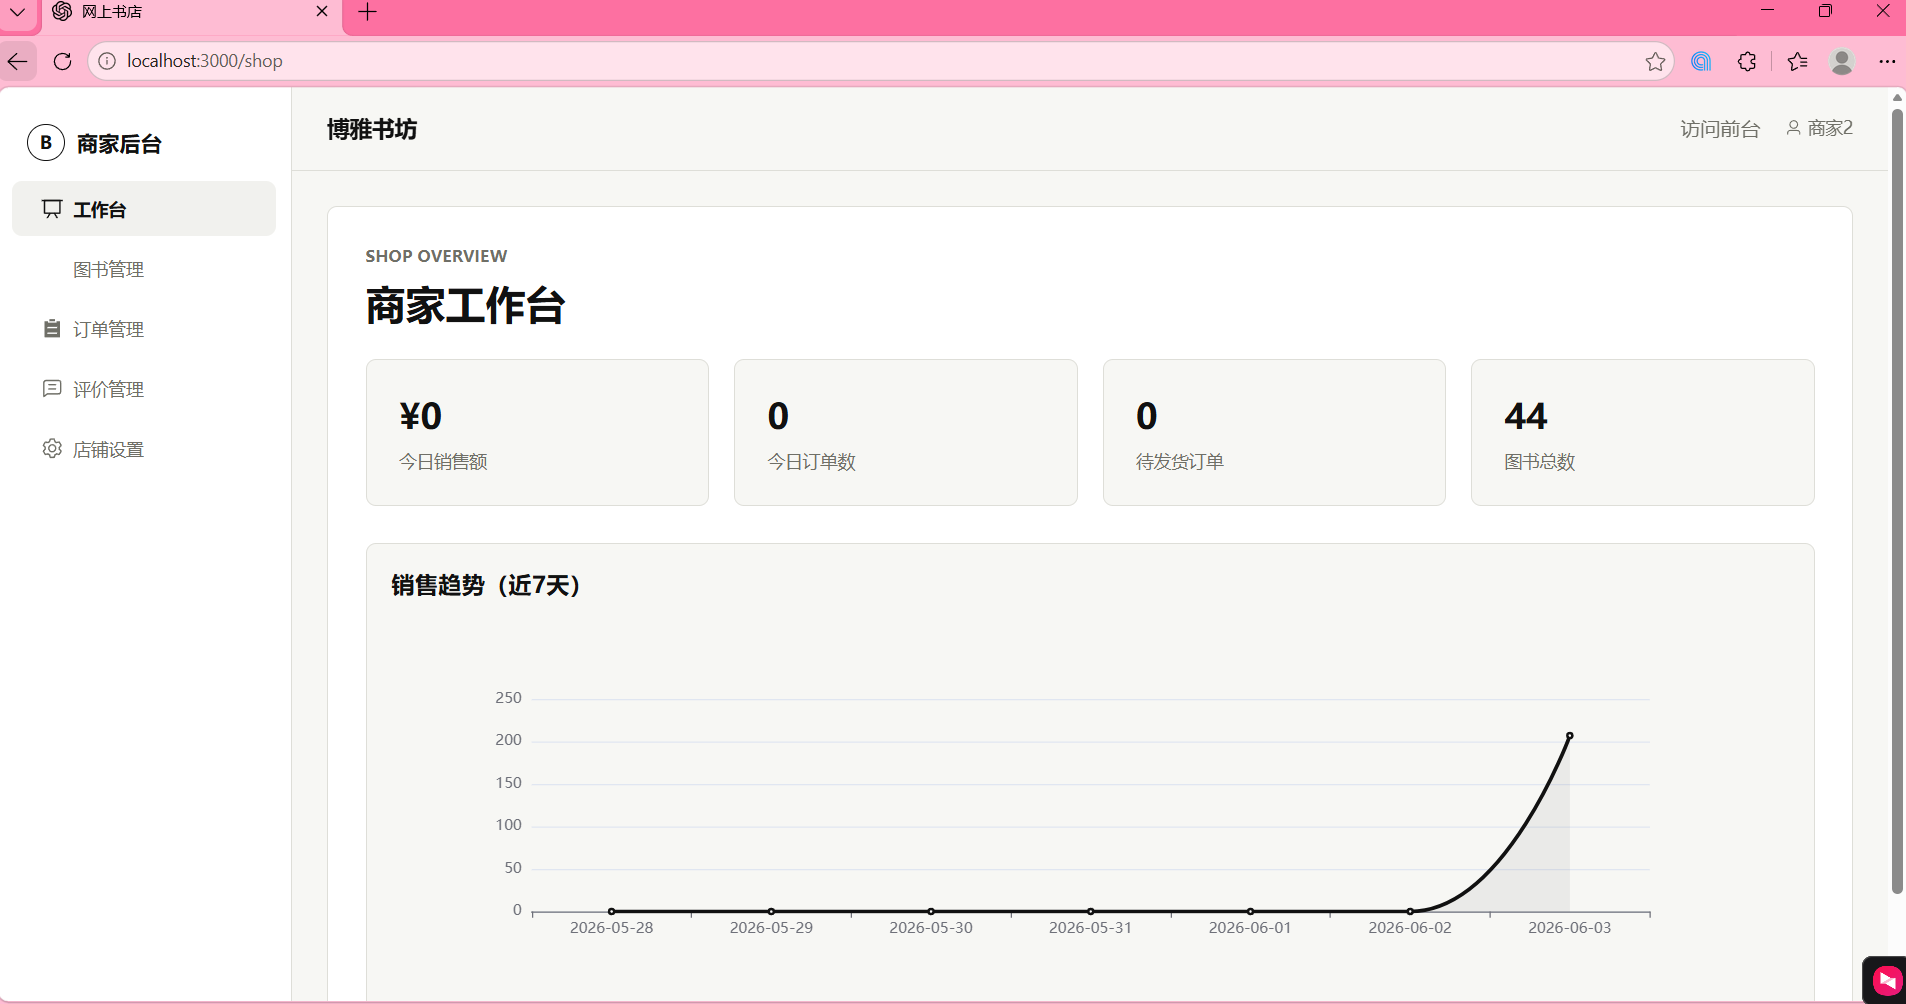 网上书店
localhost:3000/shop
B 商家后台
博雅书坊
访问前台
商家2
工作台
图书管理
订单管理
评价管理
店铺设置
SHOP OVERVIEW
商家工作台
¥0
今日销售额
0
今日订单数
0
待发货订单
44
图书总数
销售趋势（近7天）
250
200
150
100
50
0
2026-05-28 2026-05-29 2026-05-30 2026-05-31 2026-06-01 2026-06-02 2026-06-03